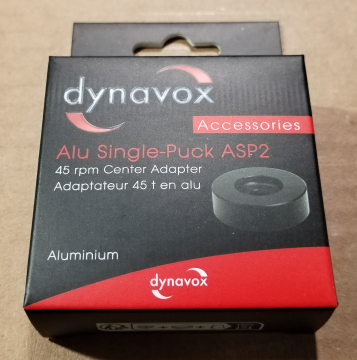 dynavox
Accessories
Alu Single-Puck ASP2
45 rpm Center Adapter
Adaptateur 45 t en alu
Aluminium
dynavox